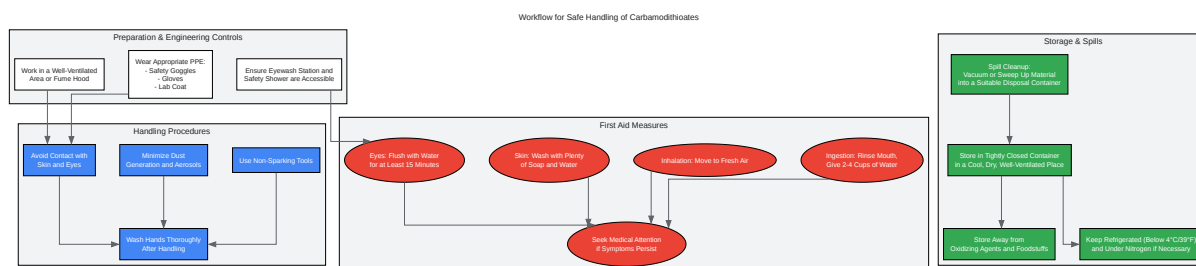 Workflow for Safe Handling of Carbamodithioates
Preparation & Engineering Controls
Work in a Well-Ventilated
Area or Fume Hood
Wear Appropriate PPE:
- Safety Goggles
- Gloves
- Lab Coat
Ensure Eyewash Station and
Safety Shower are Accessible
Handling Procedures
Avoid Contact with
Skin and Eyes
Minimize Dust
Generation and Aerosols
Use Non-Sparking Tools
Wash Hands Thoroughly
After Handling
First Aid Measures
Eyes: Flush with Water
for at Least 15 Minutes
Skin: Wash with Plenty
of Soap and Water
Inhalation: Move to Fresh Air
Ingestion: Rinse Mouth,
Give 2-4 Cups of Water
Seek Medical Attention
if Symptoms Persist
Storage & Spills
Spill Cleanup:
Vacuum or Sweep Up Material
into a Suitable Disposal Container
Store in Tightly Closed Container
in a Cool, Dry, Well-Ventilated Place
Store Away from
Oxidizing Agents and Foodstuffs
Keep Refrigerated (Below 4°C/39°F)
and Under Nitrogen if Necessary